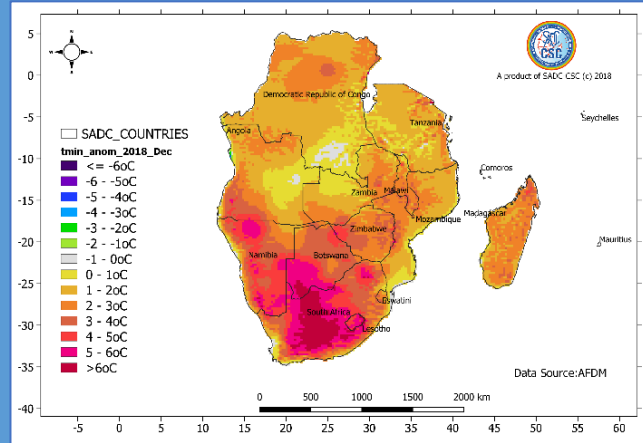 SADC
CSC
A product of SADC CSC (c) 2018
N
W
E
S
5
0
-5
-10
-15
-20
-25
-30
-35
-40
Democratic Republic of Congo
Tanzania
Seychelles
Angola
Comoros
Zambia
Malawi
Mozambique
Madagascar
Mauritius
Zimbabwe
Namibia
Botswana
Eswatini
South Africa
Lesotho
SADC_COUNTRIES
tmin_anom_2018_Dec
<= -6oC
-6 - -5oC
-5 - -4oC
-4 - -3oC
-3 - -2oC
-2 - -1oC
-1 - 0oC
0 - 1oC
1 - 2oC
2 - 3oC
3 - 4oC
4 - 5oC
5 - 6oC
>6oC
Data Source:AFDM
0 500 1000 1500 2000 km
-5 0 5 10 15 20 25 30 35 40 45 50 55 60